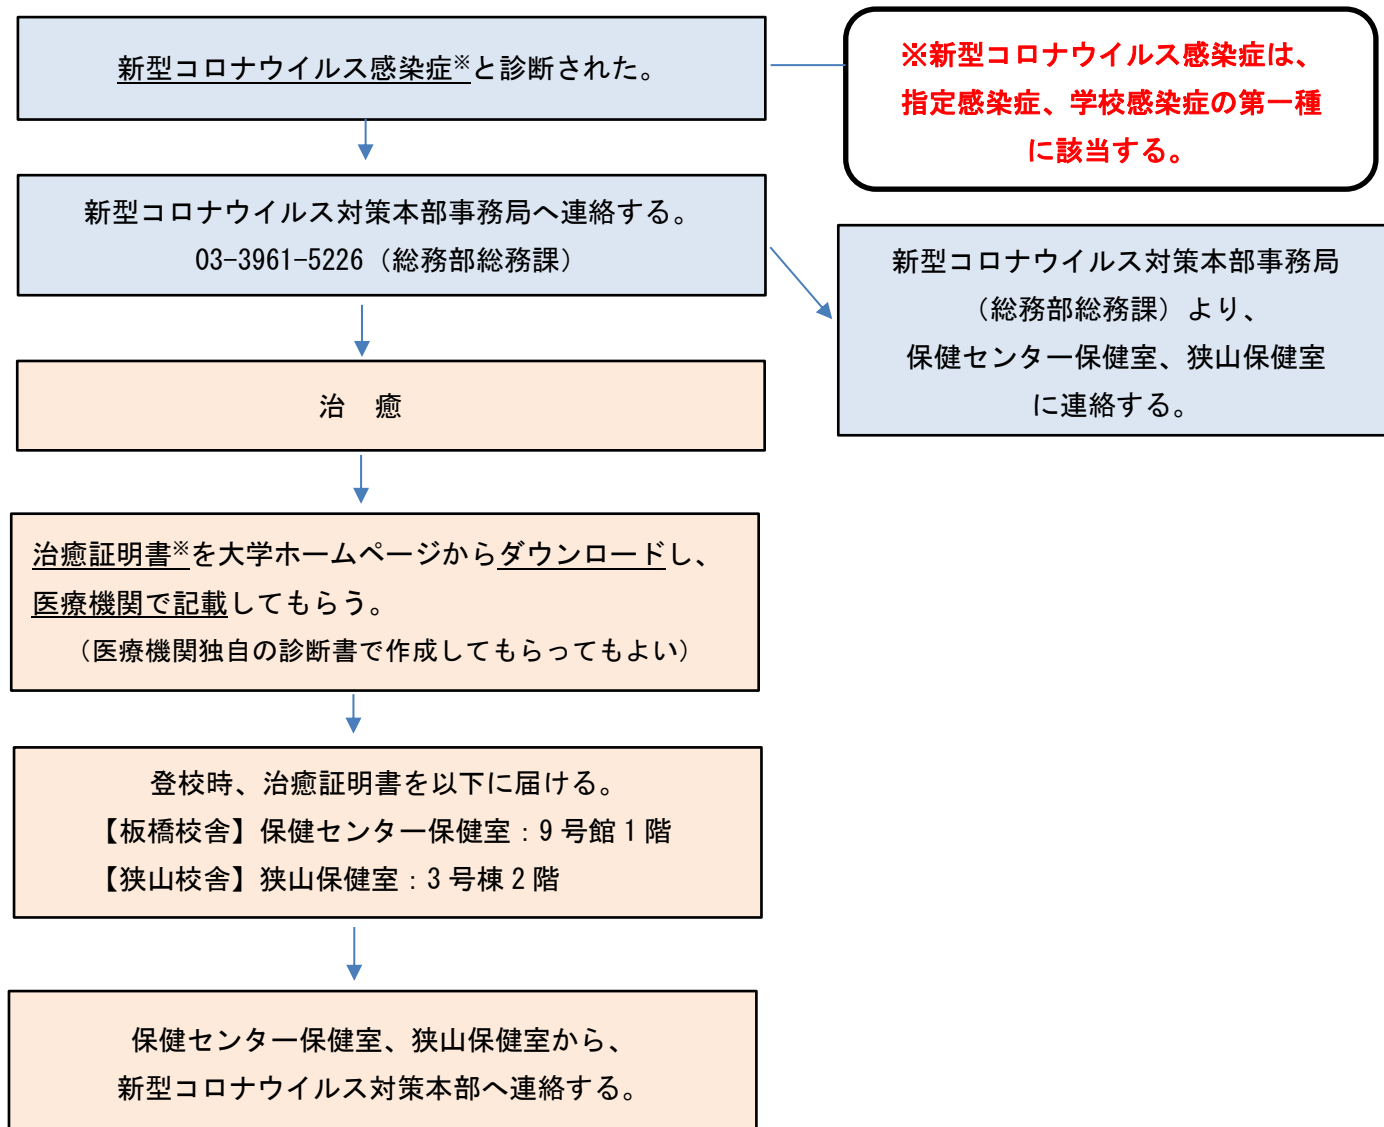 新型コロナウイルス感染症※と診断された。
※新型コロナウイルス感染症は、
指定感染症、学校感染症の第一種
に該当する。
新型コロナウイルス対策本部事務局へ連絡する。
03-3961-5226（総務部総務課）
新型コロナウイルス対策本部事務局
（総務部総務課）より、
保健センター保健室、狭山保健室
に連絡する。
治　癒
治癒証明書※を大学ホームページからダウンロードし、
医療機関で記載してもらう。
（医療機関独自の診断書で作成してもらってもよい）
登校時、治癒証明書を以下に届ける。
【板橋校舎】保健センター保健室：9 号館 1 階
【狭山校舎】狭山保健室：3 号棟 2 階
保健センター保健室、狭山保健室から、
新型コロナウイルス対策本部へ連絡する。